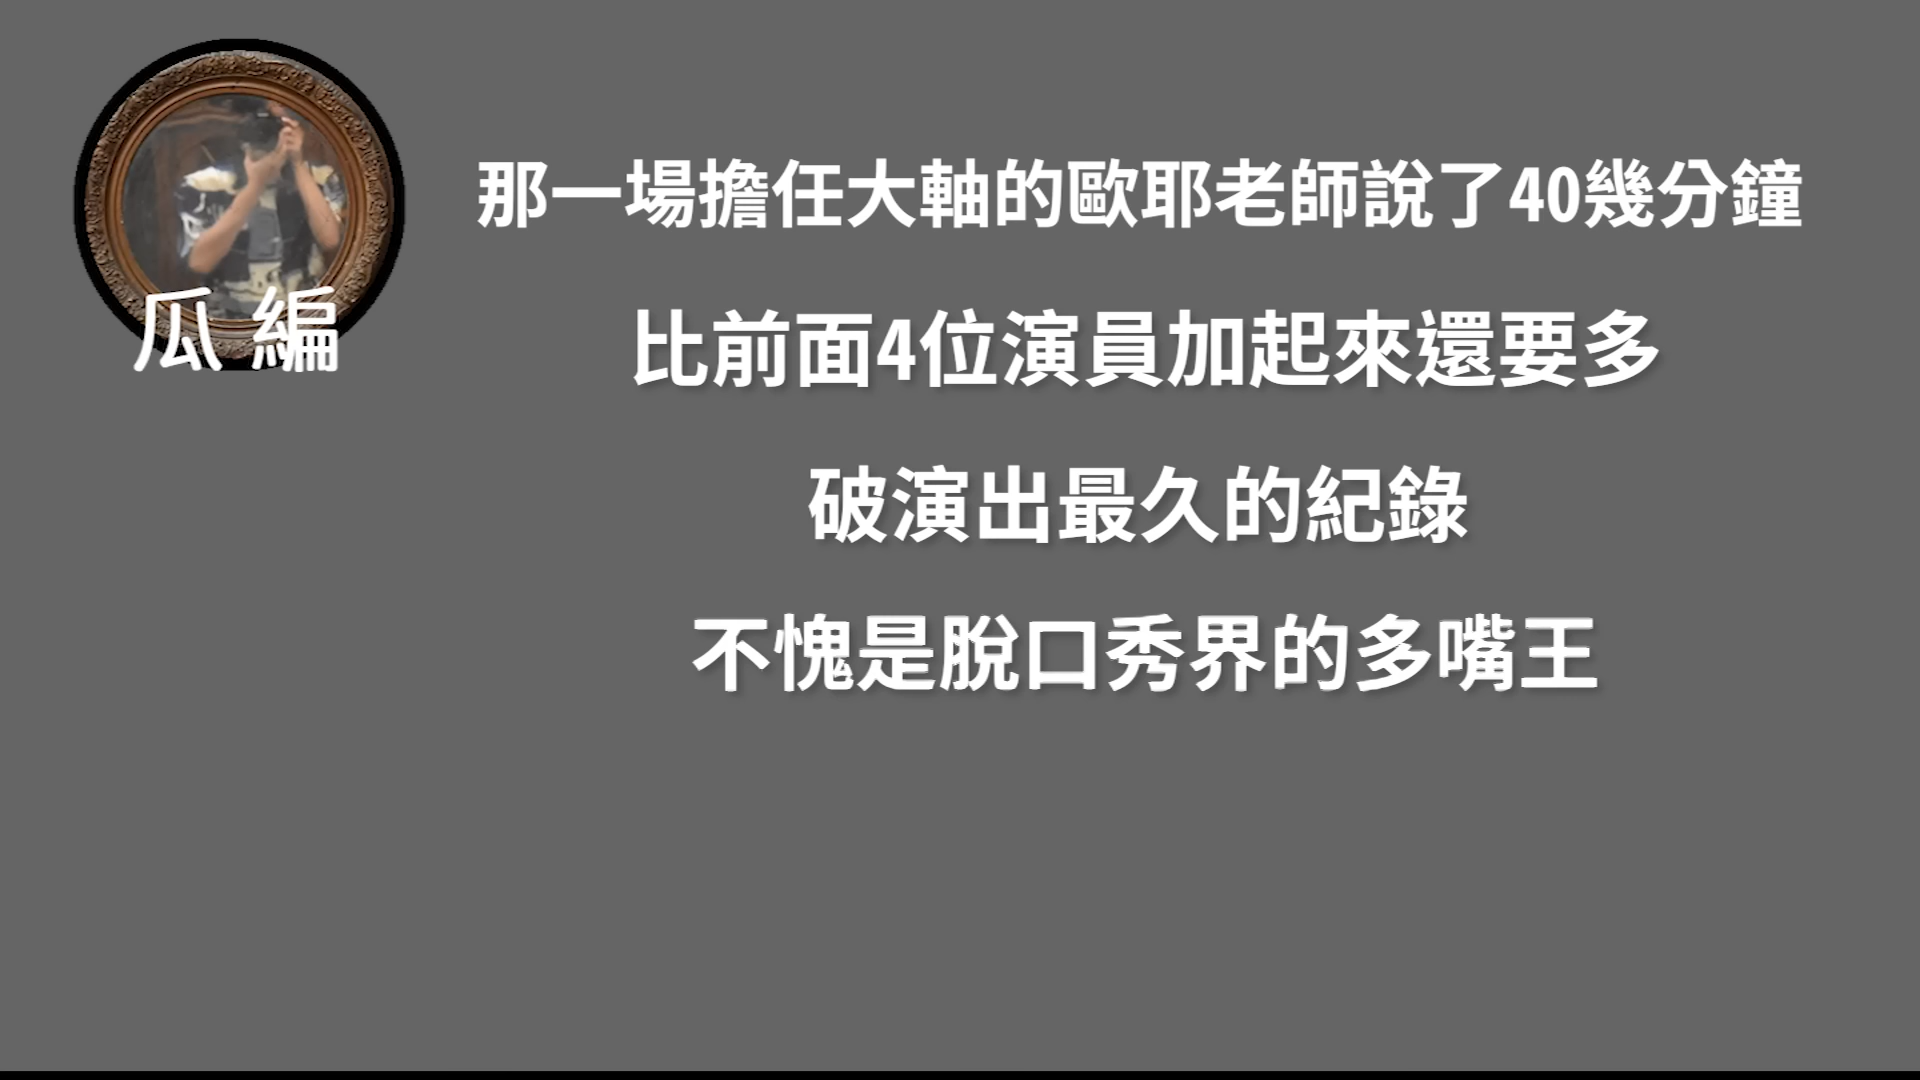 那一場擔任大軸的歐耶老師說了40幾分鐘
比前面4位演員加起來還要多
瓜編
破演出最久的紀錄
不愧是脫口秀界的多嘴王